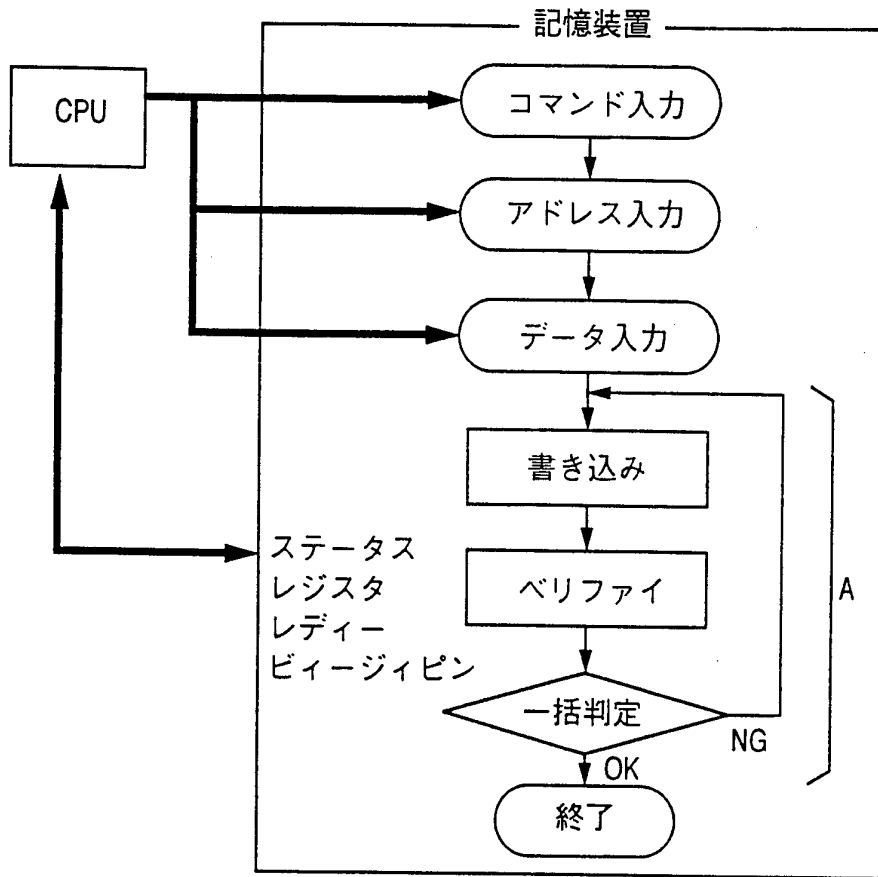 記憶装置
CPU
コマンド入力
アドレス入力
データ入力
書き込み
ステータス
レジスタ
レディー
ビィージィピン
ベリファイ
A
一括判定
NG
OK
終了